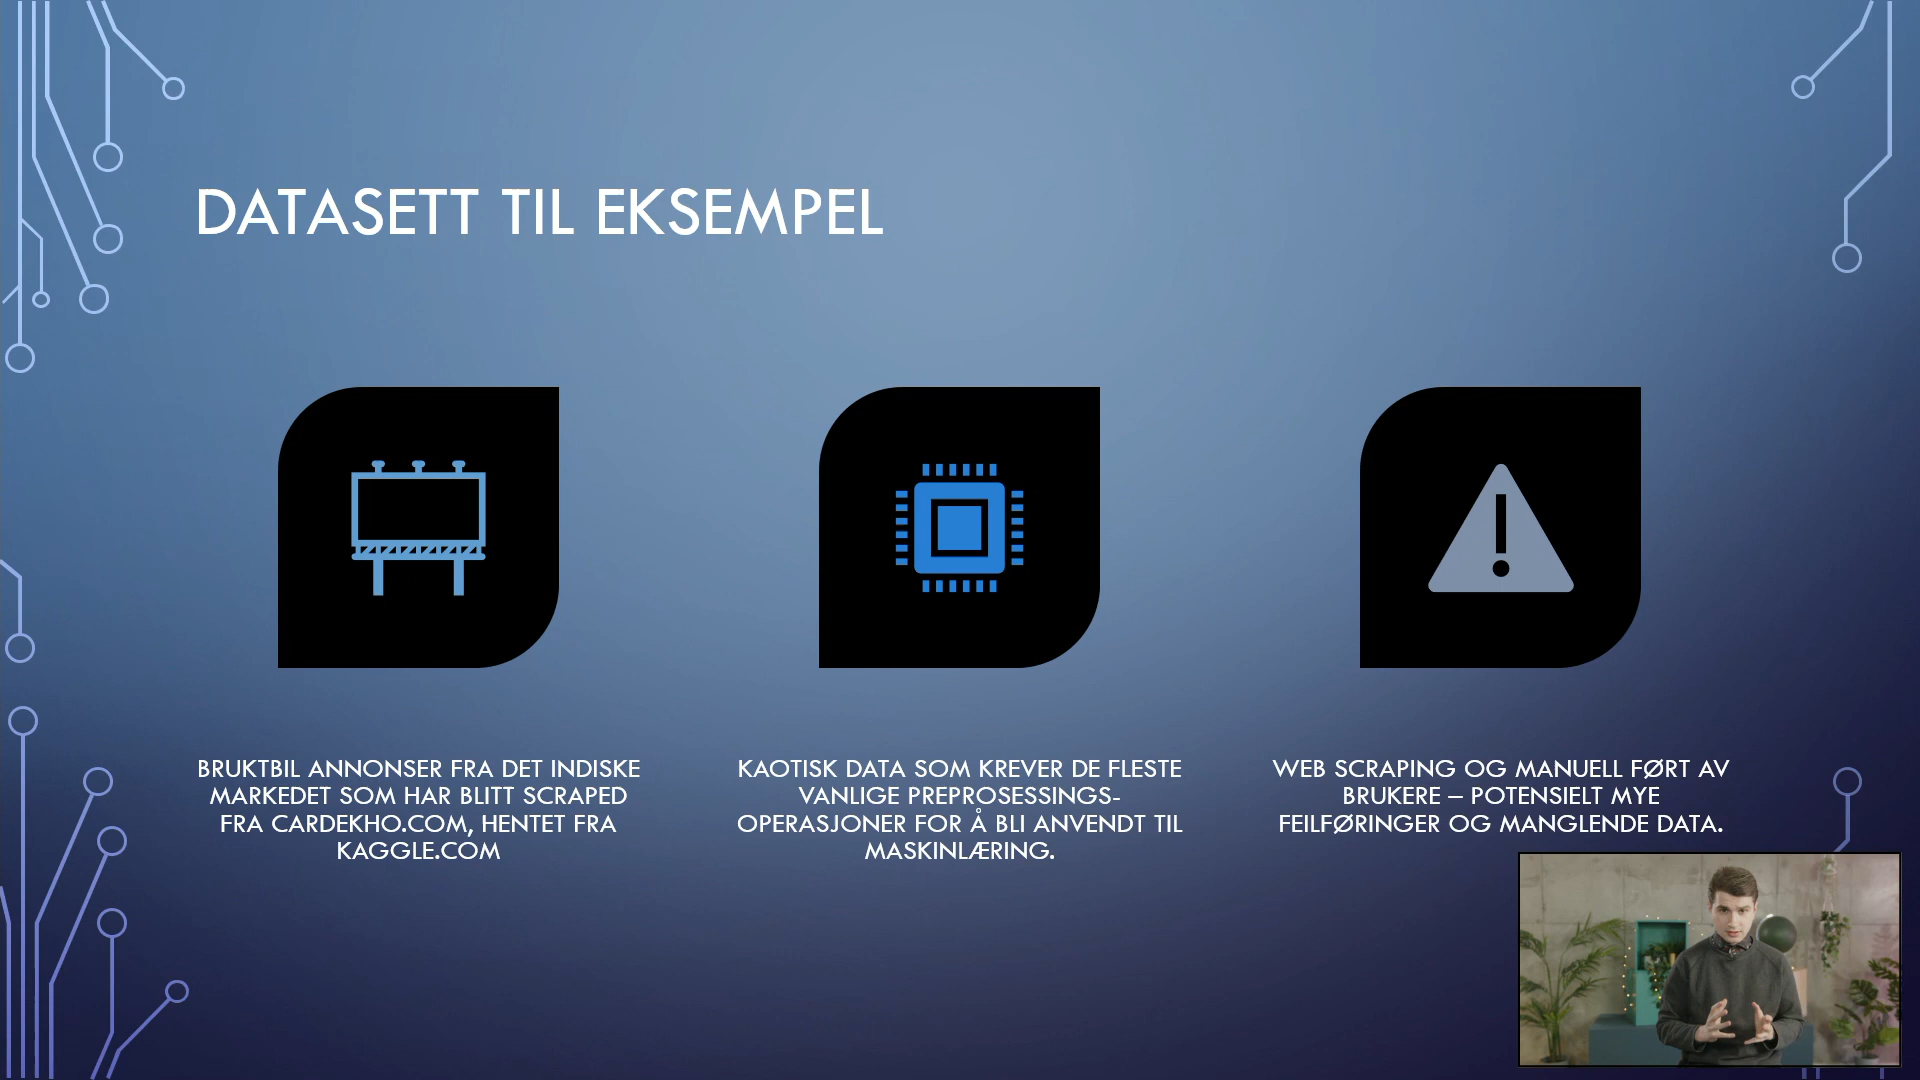 DATASETT TIL EKSEMPEL
BRUKTBIL ANNONSER FRA DET INDISKE
MARKEDET SOM HAR BLITT SCRAPED
FRA CARDEKHO.COM, HENTET FRA
KAGGLE.COM
KAOTISK DATA SOM KREVER DE FLESTE
VANLIGE PREPROSESSINGS-
OPERASJONER FOR Å BLI ANVENDT TIL
MASKINLÆRING.
WEB SCRAPING OG MANUELL FØRT AV
BRUKERE – POTENSIELT MYE
FEILFØRINGER OG MANGLENDE DATA.